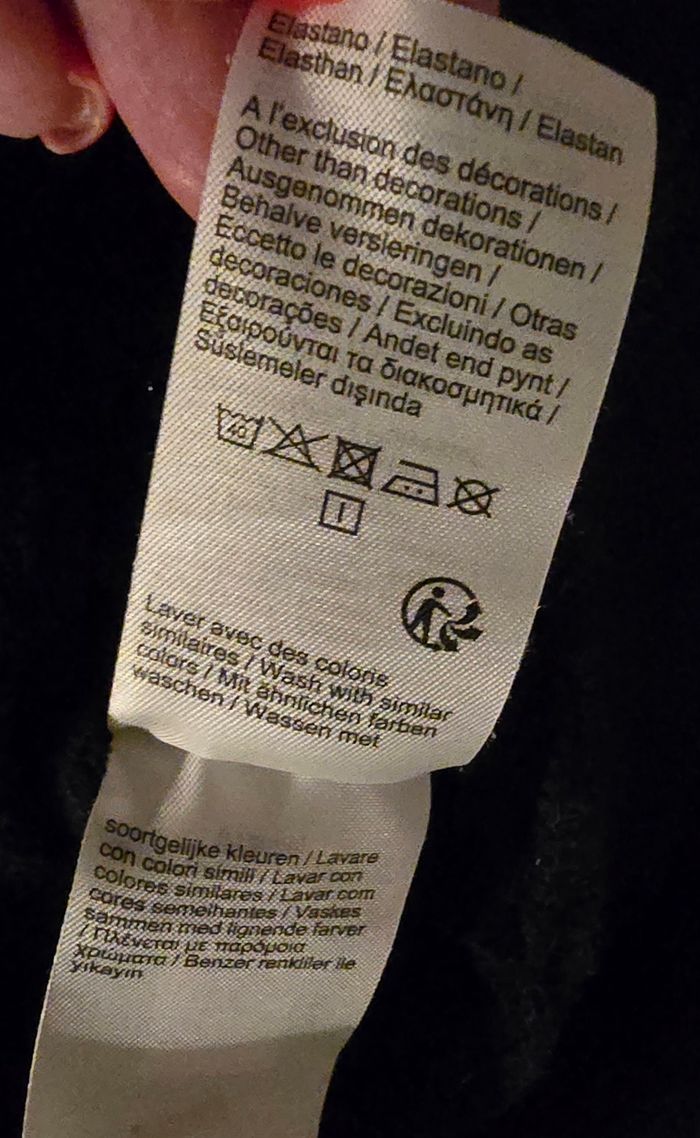 Elastano / Elastano /
Elasthan / Ελαστάνη / Elastan
A l'exclusion des décorations /
Other than decorations /
Ausgenommen dekorationen /
Behalve versieringen /
Eccetto le decorazioni / Otras
decoraciones / Excluindo as
decorações / Andet end pynt /
Εξαιρούνται τα διακοσμητικά /
Süslemeler dışında
40
Laver avec des coloris
similaires / Wash with similar
colors / Mit ähnlichen farben
waschen / Wassen met
soortgelijke kleuren / Lavare
con colori simili / Lavar con
colores similares / Lavar com
cores semelhantes / Vaskes
sammen med lignende farver
/ Πλένεται με παρόμοια
χρώματα / Benzer renkliler ile
yıkayın